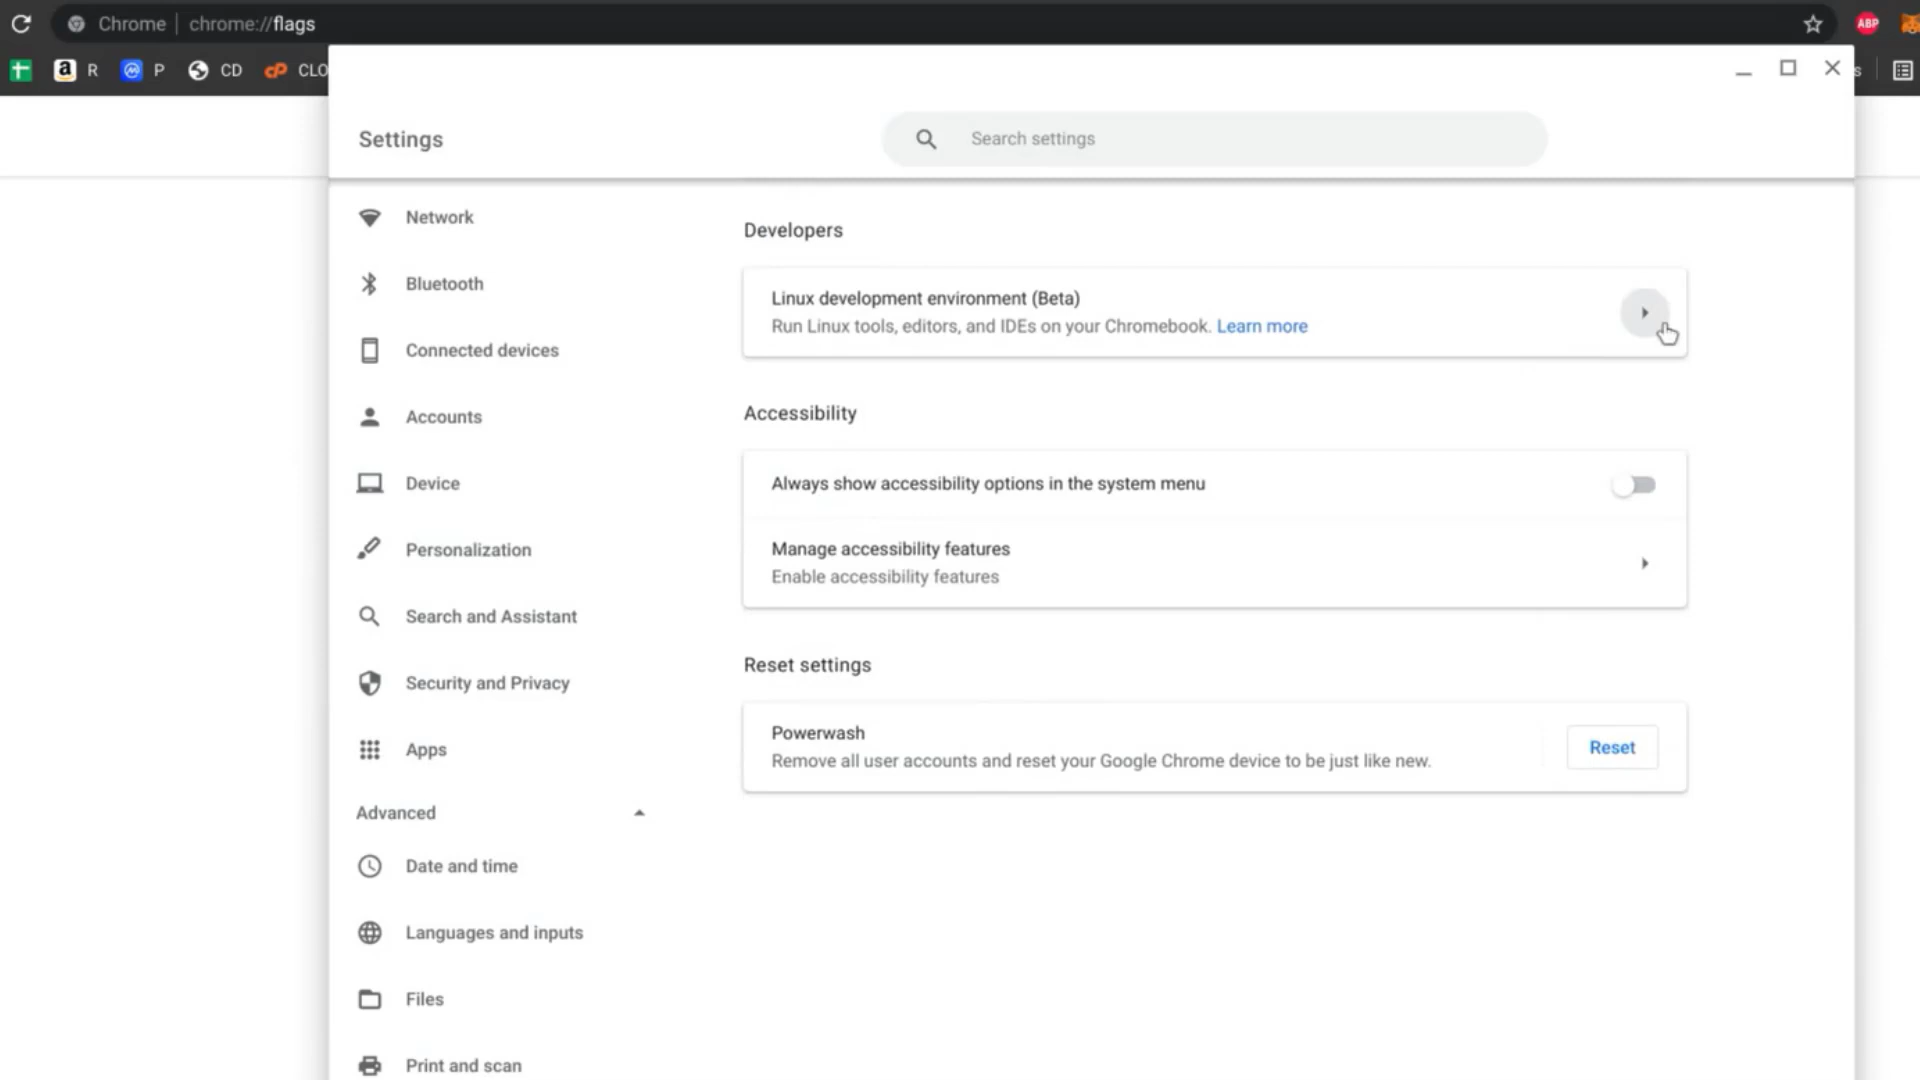 Chrome | chrome://flags
ABP
a R P CD cP CLO
s
Settings
Search settings
Network
Bluetooth
Connected devices
Accounts
Device
Personalization
Search and Assistant
Security and Privacy
Apps
Advanced
Date and time
Languages and inputs
Files
Print and scan
Developers
Linux development environment (Beta)
Run Linux tools, editors, and IDEs on your Chromebook. Learn more
Accessibility
Always show accessibility options in the system menu
Manage accessibility features
Enable accessibility features
Reset settings
Powerwash
Remove all user accounts and reset your Google Chrome device to be just like new.
Reset